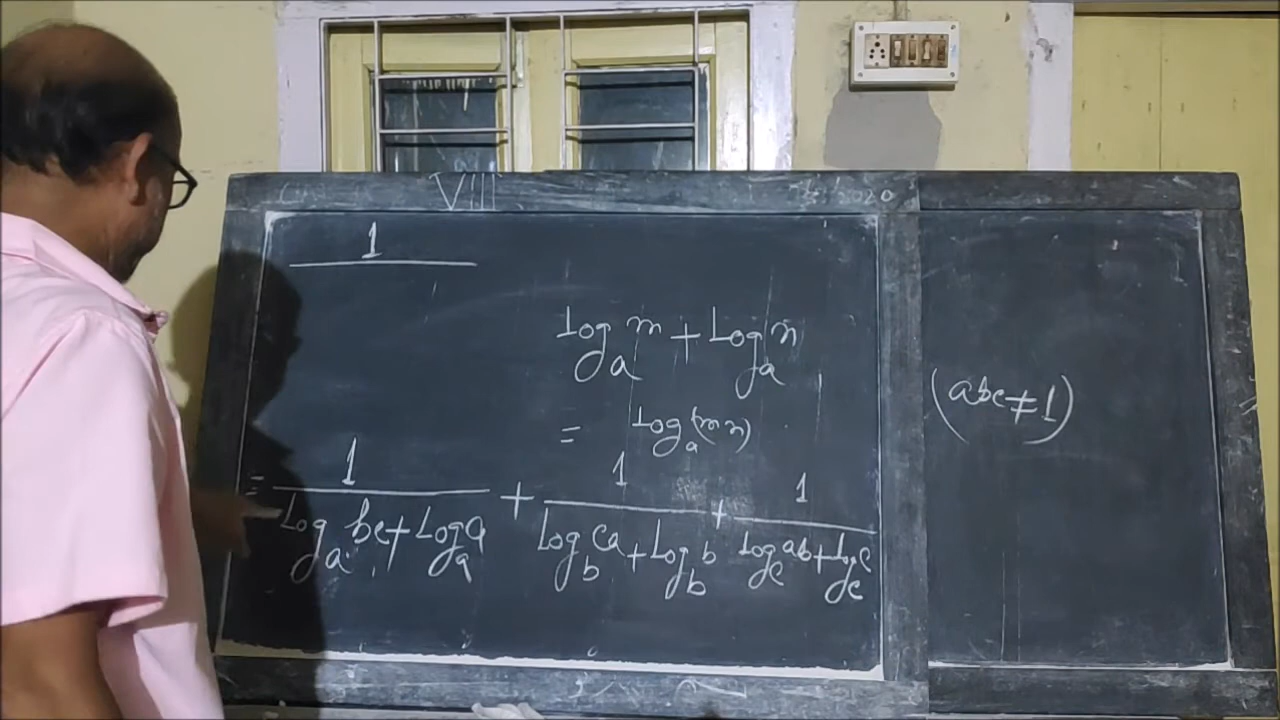 VIII
2020
1
log_a m + log_a n
= log_a (mn)
(abc ≠ 1)
= 1/(log_a bc + log_a a) + 1/(log_b ca + log_b b) + 1/(log_c ab + log_c c)